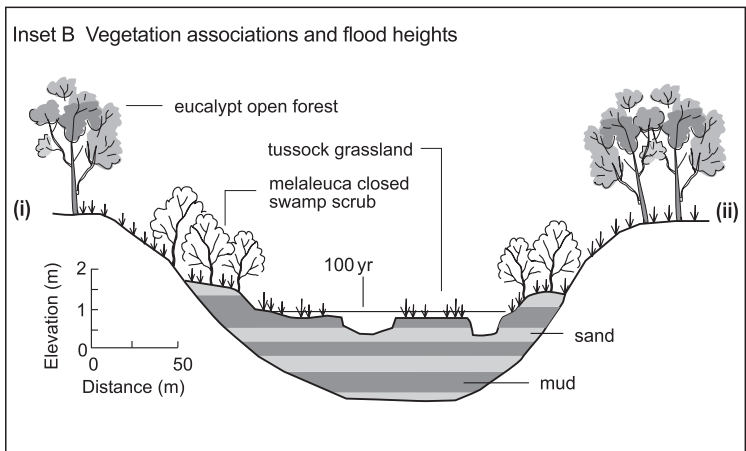 Inset B Vegetation associations and flood heights
eucalypt open forest
tussock grassland
melaleuca closed
swamp scrub
(i)
(ii)
100 yr
2
1
0
Elevation (m)
0
50
Distance (m)
sand
mud